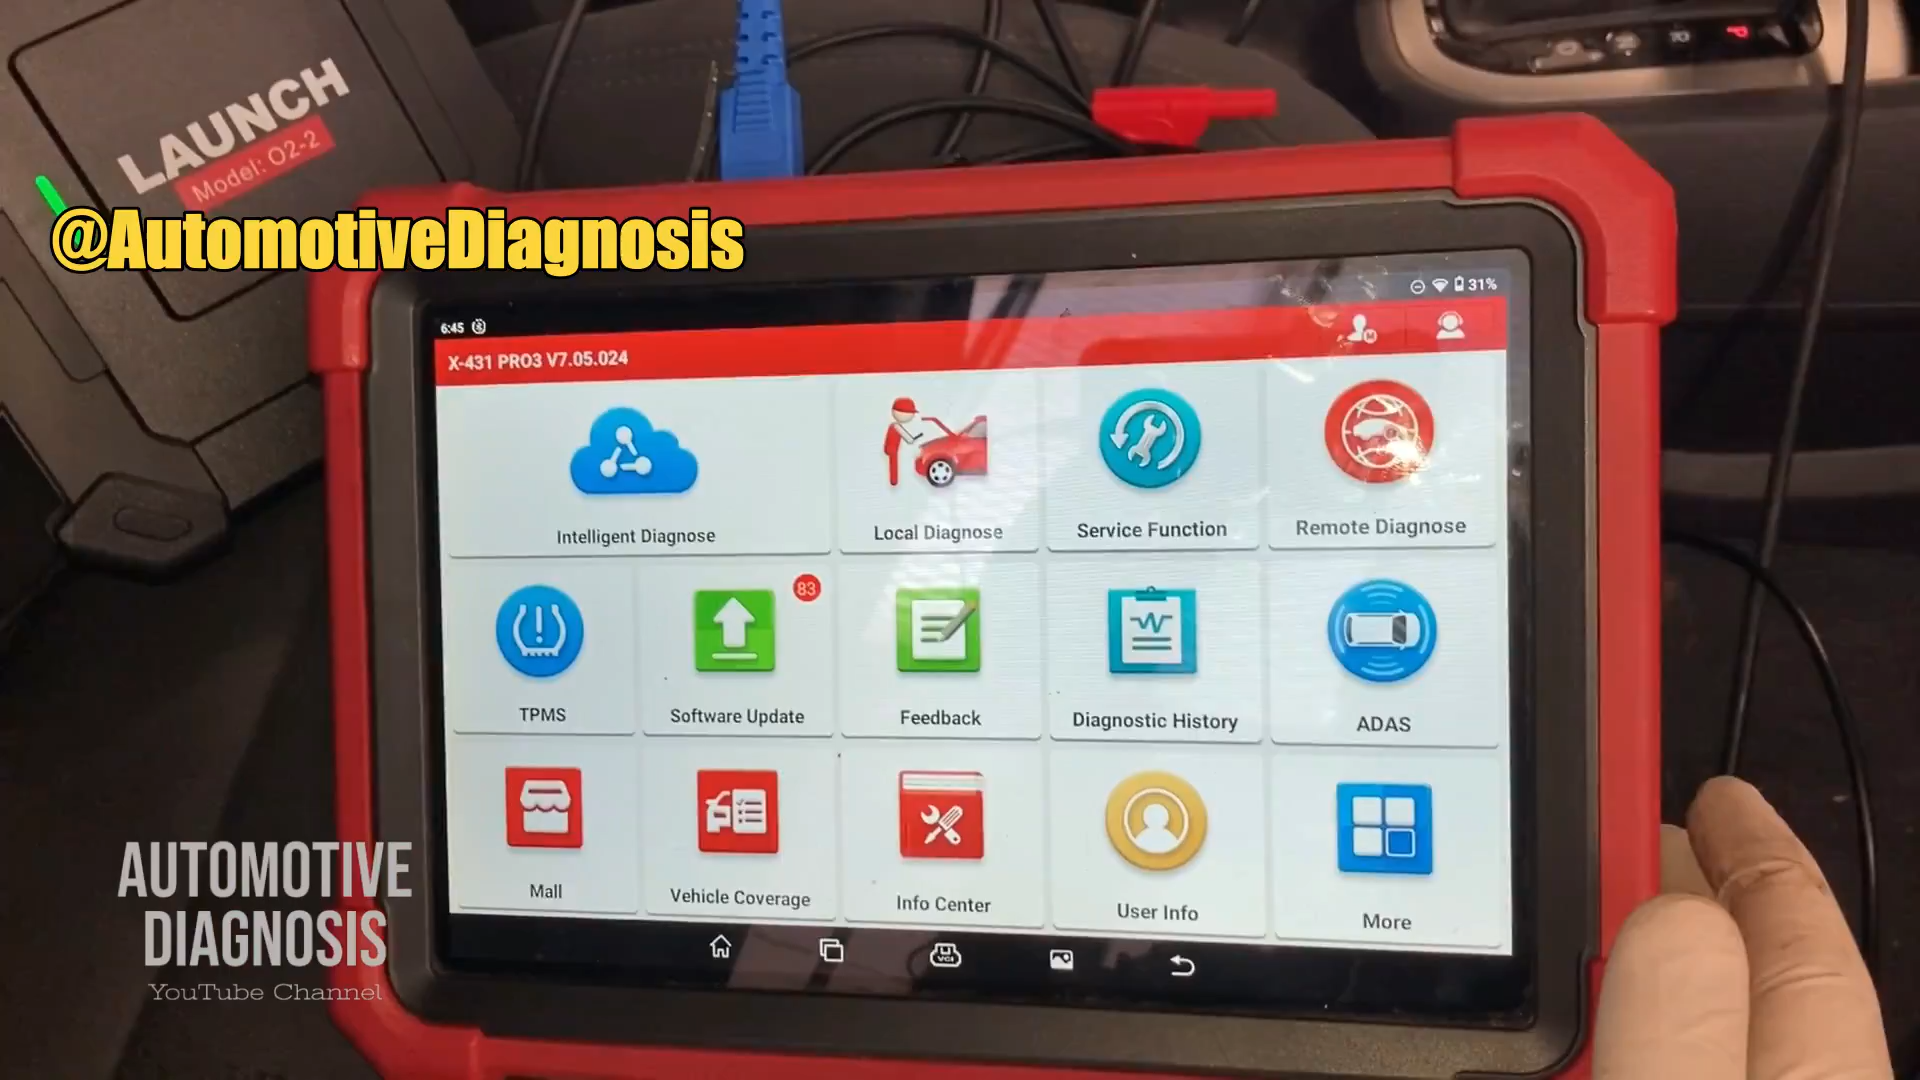 LAUNCH
Model: O2-2
@AutomotiveDiagnosis
6:45
31%
X-431 PRO3 V7.05.024
Intelligent Diagnose
Local Diagnose
Service Function
Remote Diagnose
83
TPMS
Software Update
Feedback
Diagnostic History
ADAS
Mall
Vehicle Coverage
Info Center
User Info
More
VCI
AUTOMOTIVE
DIAGNOSIS
YouTube Channel